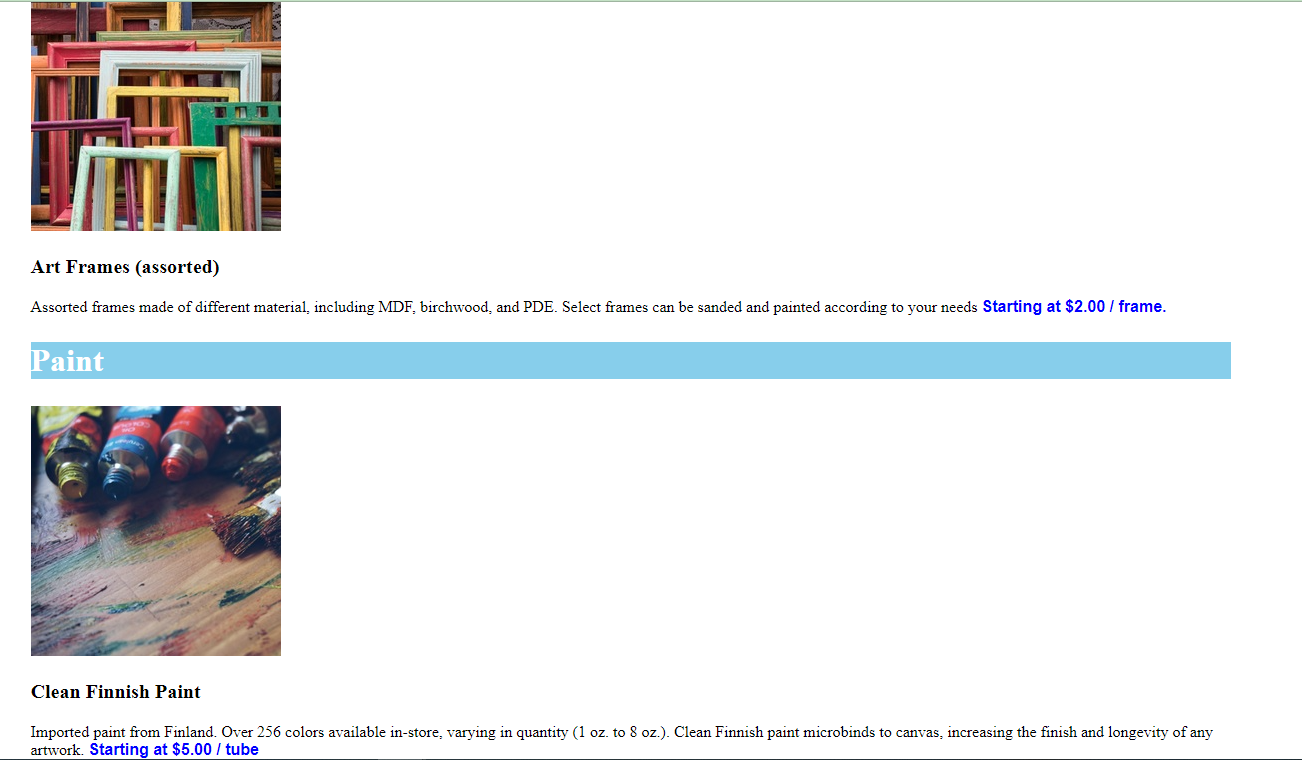 Art Frames (assorted)
Assorted frames made of different material, including MDF, birchwood, and PDE. Select frames can be sanded and painted according to your needs Starting at $2.00 / frame.
Paint
Clean Finnish Paint
Imported paint from Finland. Over 256 colors available in-store, varying in quantity (1 oz. to 8 oz.). Clean Finnish paint microbinds to canvas, increasing the finish and longevity of any
artwork. Starting at $5.00 / tube